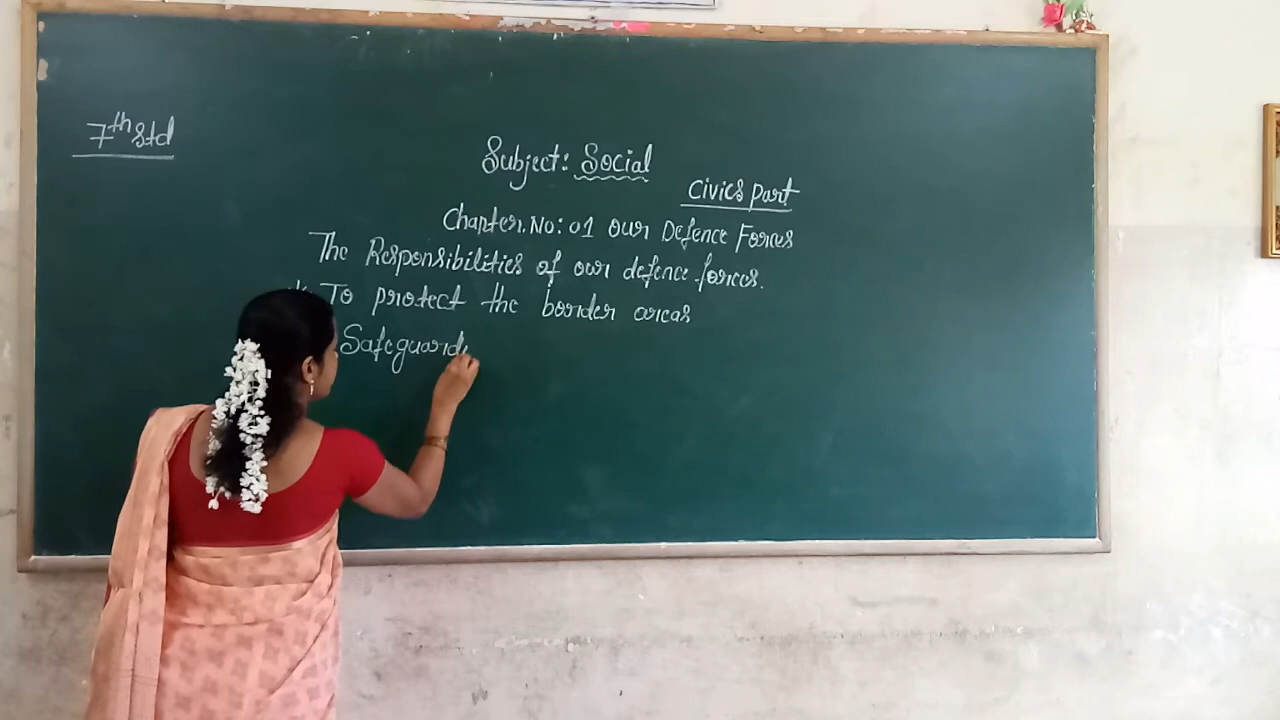 7th Std
Subject: Social
Civics part
Chapter.No: 01 Our Defence Forces
The Responsibilities of our defence forces.
* To protect the border areas
Safeguard